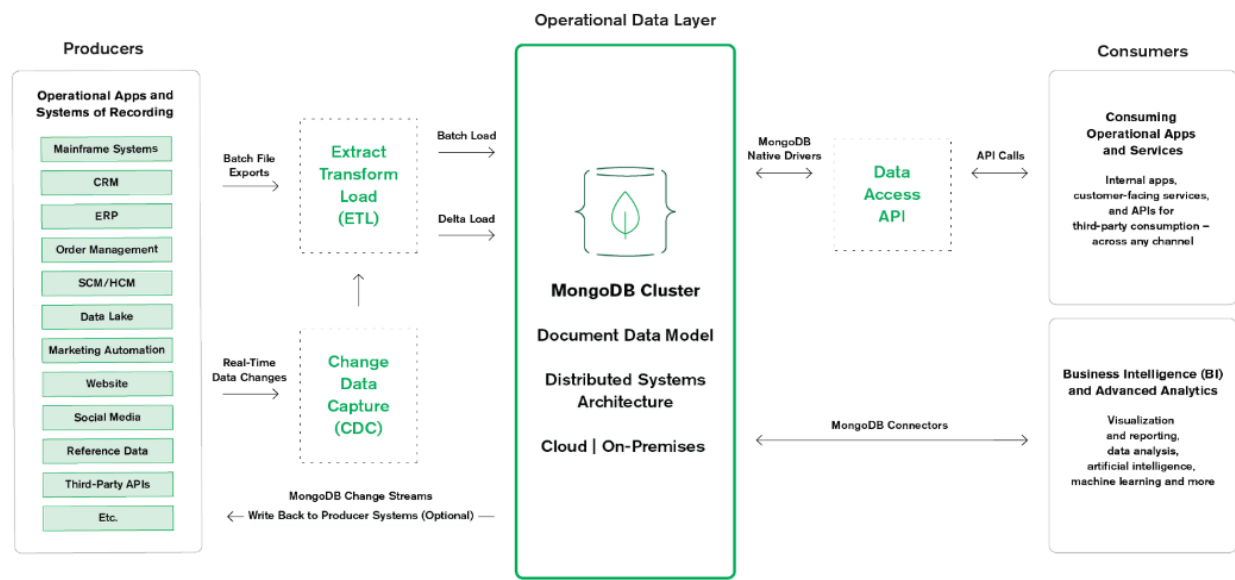 Operational Data Layer
Producers
Operational Apps and
Systems of Recording
Mainframe Systems
CRM
ERP
Order Management
SCM/HCM
Data Lake
Marketing Automation
Website
Social Media
Reference Data
Third-Party APIs
Etc.
Batch File
Exports
Real-Time
Data Changes
Extract
Transform
Load
(ETL)
Change
Data
Capture
(CDC)
Batch Load
Delta Load
MongoDB Change Streams
Write Back to Producer Systems (Optional)
MongoDB Cluster
Document Data Model
Distributed Systems
Architecture
Cloud | On-Premises
MongoDB
Native Drivers
Data
Access
API
API Calls
MongoDB Connectors
Consumers
Consuming
Operational Apps
and Services
Internal apps,
customer-facing services,
and APIs for
third-party consumption –
across any channel
Business Intelligence (BI)
and Advanced Analytics
Visualization
and reporting,
data analysis,
artificial intelligence,
machine learning and more